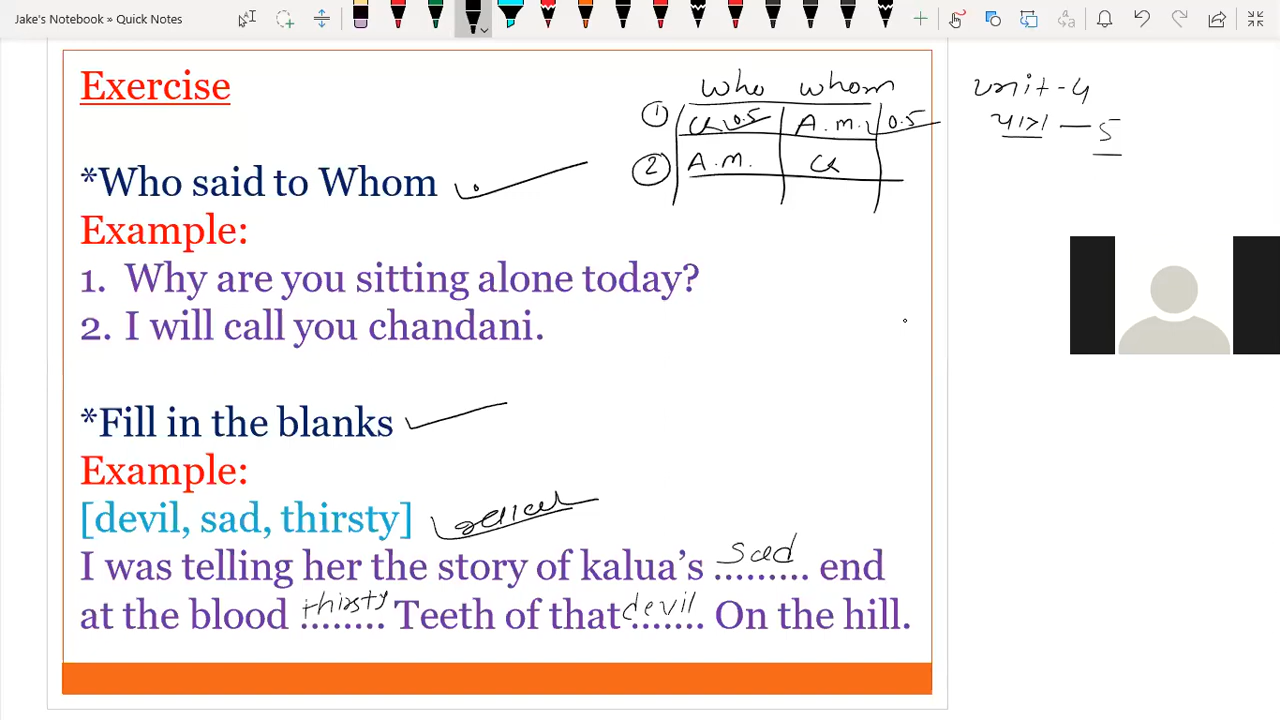 Jake's Notebook » Quick Notes
Exercise
who whom
① 0.5 A.M. 0.5
② A.M.
unit-4
5
*Who said to Whom
Example:
1. Why are you sitting alone today?
2. I will call you chandani.
*Fill in the blanks
Example:
[devil, sad, thirsty]
I was telling her the story of kalua's sad ......... end
at the blood thirsty ........ Teeth of that devil ....... On the hill.